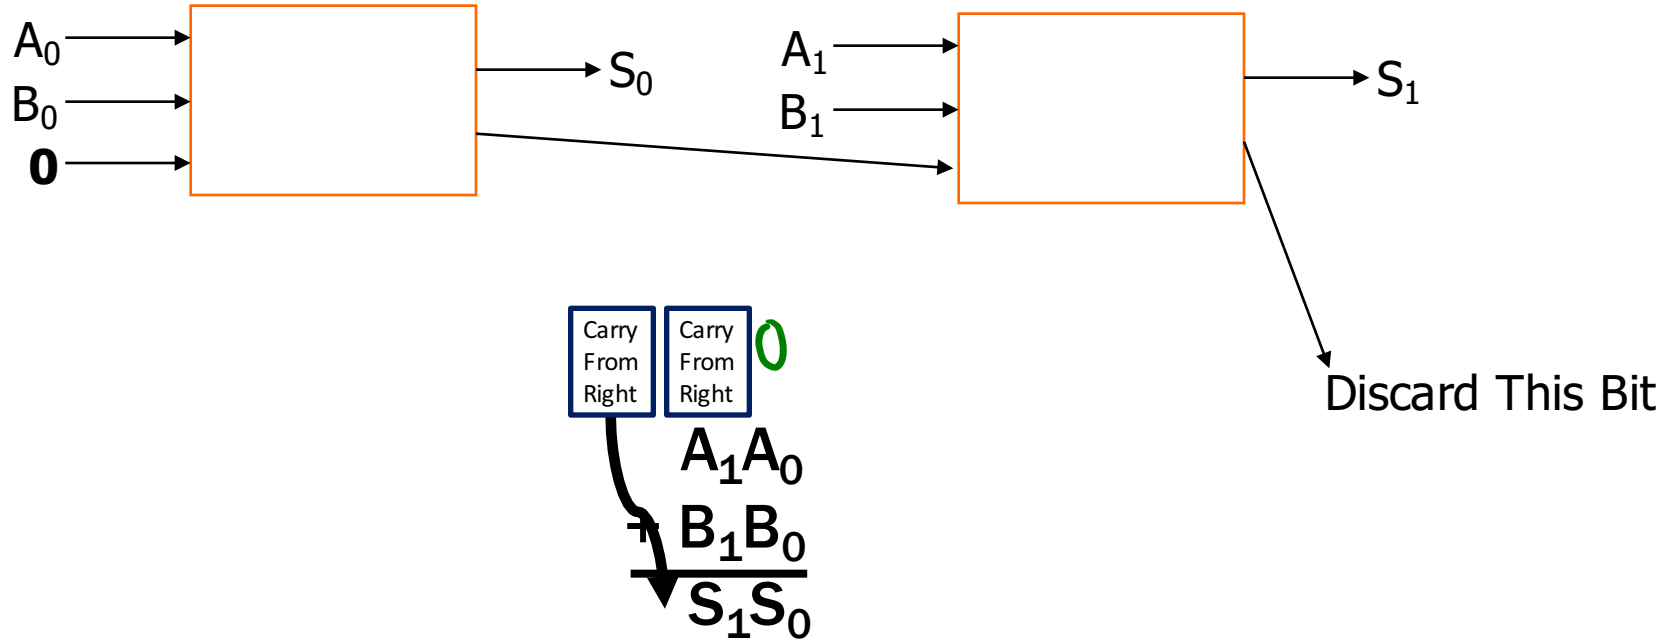 A₀
B₀
0
S₀
A₁
B₁
S₁
Discard This Bit
Carry
From
Right
Carry
From
Right
0
A₁A₀
+ B₁B₀
S₁S₀